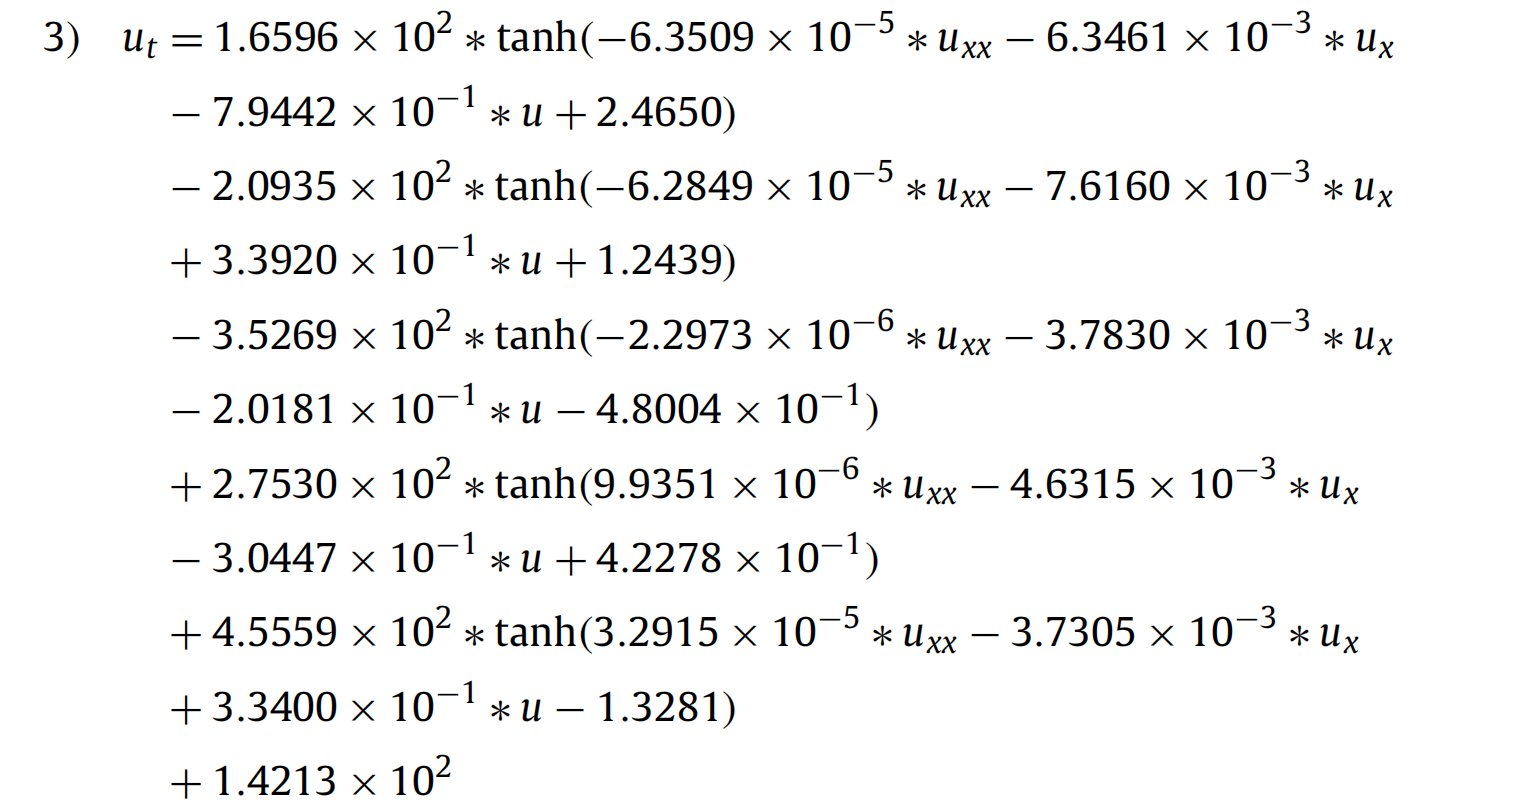 3) u_t = 1.6596 × 10^2 ∗ tanh(−6.3509 × 10^−5 ∗ u_xx − 6.3461 × 10^−3 ∗ u_x
− 7.9442 × 10^−1 ∗ u + 2.4650)
− 2.0935 × 10^2 ∗ tanh(−6.2849 × 10^−5 ∗ u_xx − 7.6160 × 10^−3 ∗ u_x
+ 3.3920 × 10^−1 ∗ u + 1.2439)
− 3.5269 × 10^2 ∗ tanh(−2.2973 × 10^−6 ∗ u_xx − 3.7830 × 10^−3 ∗ u_x
− 2.0181 × 10^−1 ∗ u − 4.8004 × 10^−1)
+ 2.7530 × 10^2 ∗ tanh(9.9351 × 10^−6 ∗ u_xx − 4.6315 × 10^−3 ∗ u_x
− 3.0447 × 10^−1 ∗ u + 4.2278 × 10^−1)
+ 4.5559 × 10^2 ∗ tanh(3.2915 × 10^−5 ∗ u_xx − 3.7305 × 10^−3 ∗ u_x
+ 3.3400 × 10^−1 ∗ u − 1.3281)
+ 1.4213 × 10^2